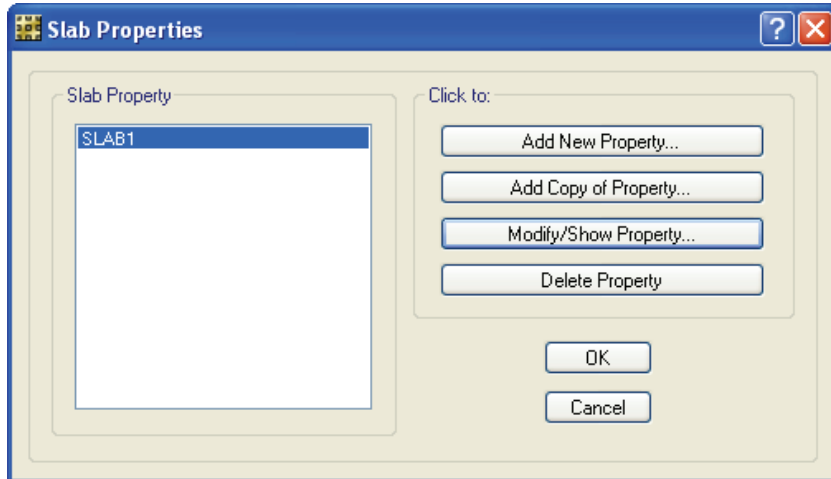 Slab Properties
Slab Property
SLAB1
Click to:
Add New Property...
Add Copy of Property...
Modify/Show Property...
Delete Property
OK
Cancel